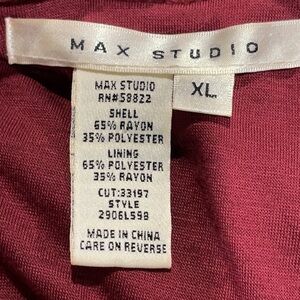 MAX STUDIO
XL
MAX STUDIO
RN#58822
SHELL
65% RAYON
35% POLYESTER
LINING
65% POLYESTER
35% RAYON
CUT:33197
STYLE
2906L598
MADE IN CHINA
CARE ON REVERSE